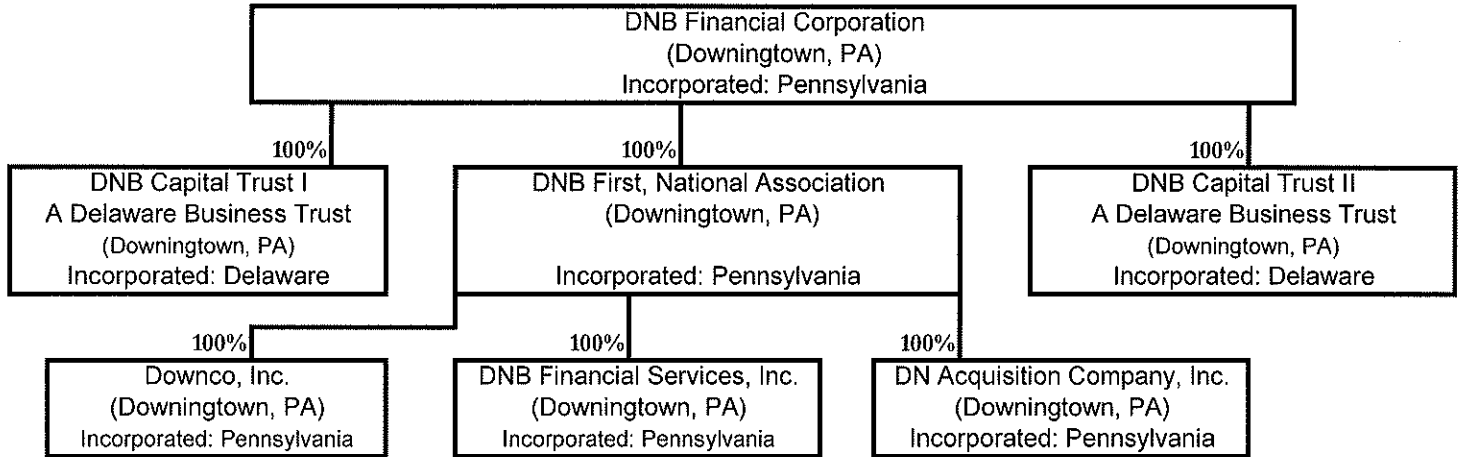 DNB Financial Corporation
(Downingtown, PA)
Incorporated: Pennsylvania
100%
100%
100%
DNB Capital Trust I
A Delaware Business Trust
(Downingtown, PA)
Incorporated: Delaware
DNB First, National Association
(Downingtown, PA)
Incorporated: Pennsylvania
DNB Capital Trust II
A Delaware Business Trust
(Downingtown, PA)
Incorporated: Delaware
100%
100%
100%
Downco, Inc.
(Downingtown, PA)
Incorporated: Pennsylvania
DNB Financial Services, Inc.
(Downingtown, PA)
Incorporated: Pennsylvania
DN Acquisition Company, Inc.
(Downingtown, PA)
Incorporated: Pennsylvania